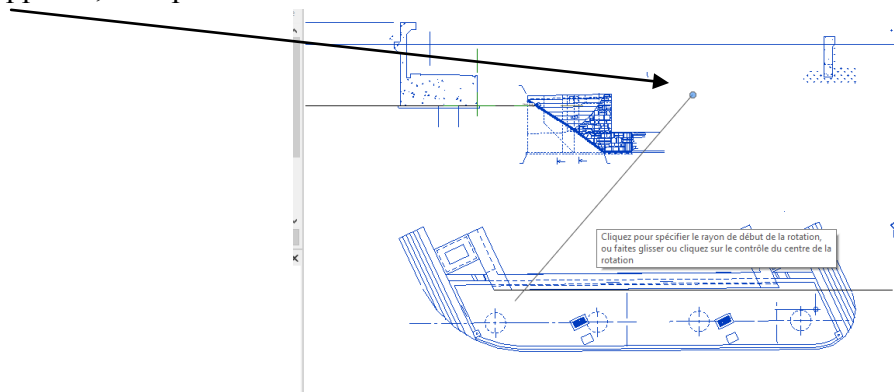 Cliquez pour spécifier le rayon de début de la rotation,
ou faites glisser ou cliquez sur le contrôle du centre de la
rotation